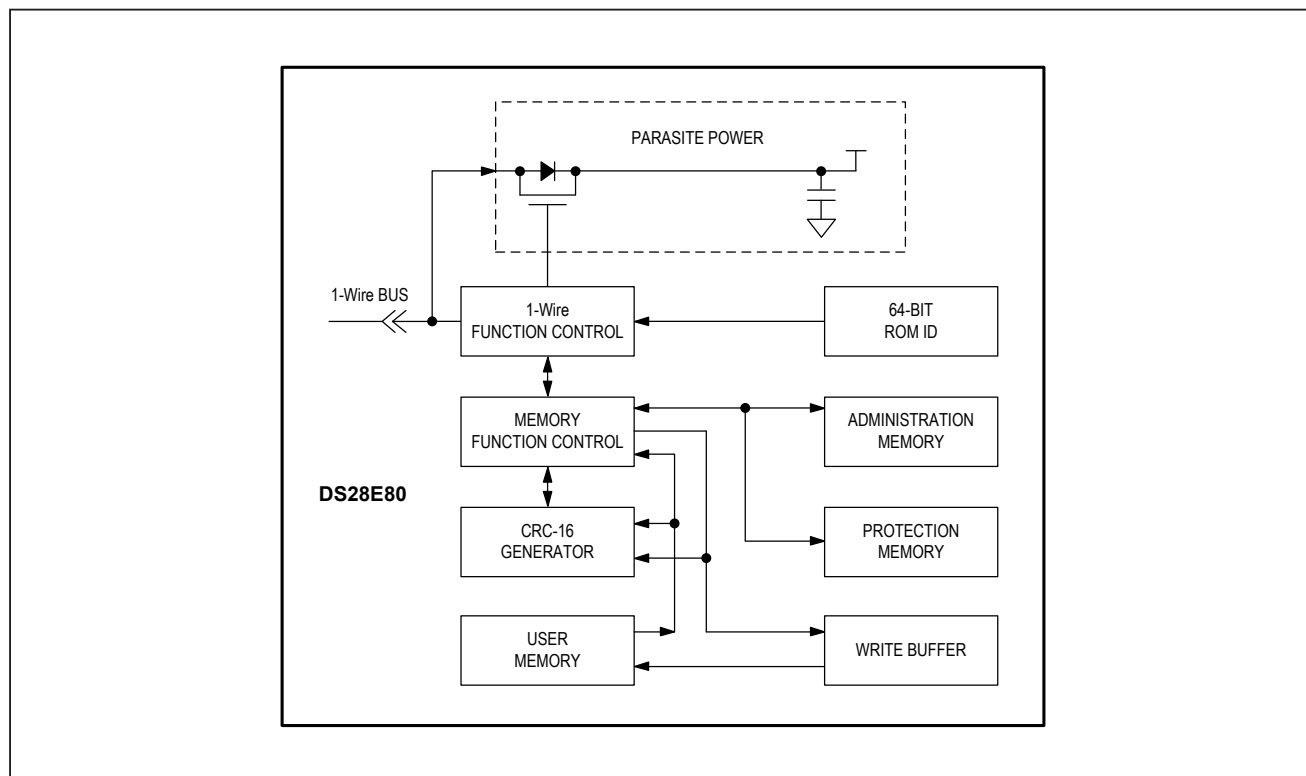 PARASITE POWER
1-Wire BUS
1-Wire
FUNCTION CONTROL
64-BIT
ROM ID
MEMORY
FUNCTION CONTROL
ADMINISTRATION
MEMORY
DS28E80
CRC-16
GENERATOR
PROTECTION
MEMORY
USER
MEMORY
WRITE BUFFER